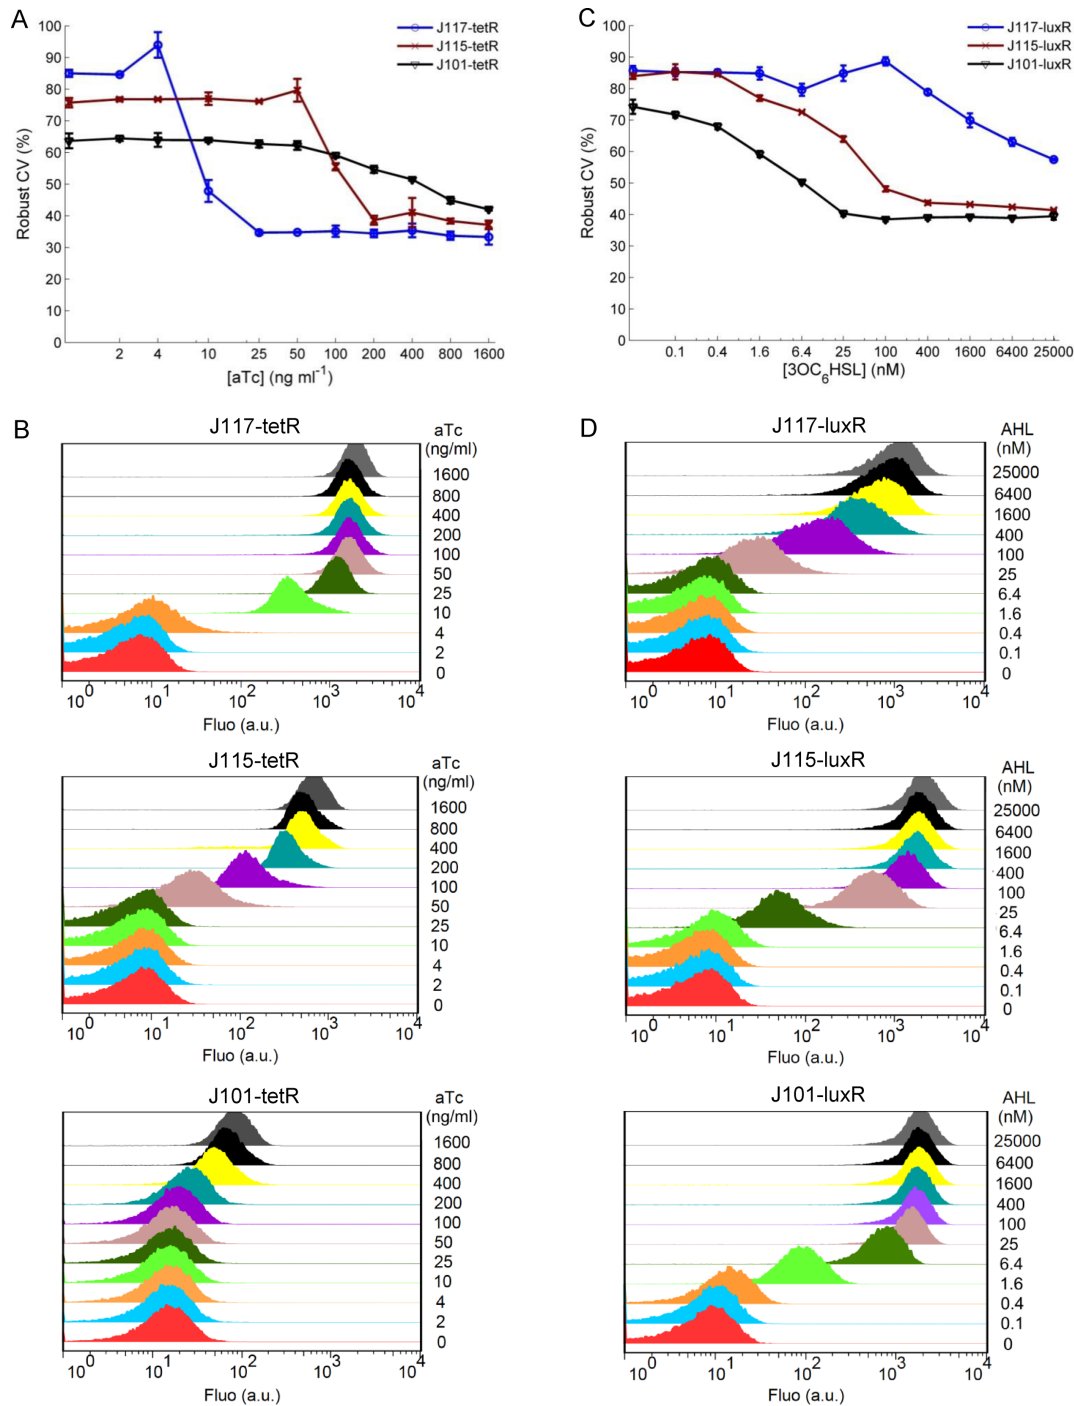 A
J117-tetR
J115-tetR
J101-tetR
100
90
80
70
60
50
40
30
20
10
0
Robust CV (%)
2 4 10 25 50 100 200 400 800 1600
[aTc] (ng ml⁻¹)
C
J117-luxR
J115-luxR
J101-luxR
100
90
80
70
60
50
40
30
20
10
0
Robust CV (%)
0.1 0.4 1.6 6.4 25 100 400 1600 6400 25000
[3OC₆HSL] (nM)
B
J117-tetR
aTc
(ng/ml)
1600
800
400
200
100
50
25
10
4
2
0
10⁰ 10¹ 10² 10³ 10⁴
Fluo (a.u.)
J115-tetR
aTc
(ng/ml)
1600
800
400
200
100
50
25
10
4
2
0
10⁰ 10¹ 10² 10³ 10⁴
Fluo (a.u.)
J101-tetR
aTc
(ng/ml)
1600
800
400
200
100
50
25
10
4
2
0
10⁰ 10¹ 10² 10³ 10⁴
Fluo (a.u.)
D
J117-luxR
AHL
(nM)
25000
6400
1600
400
100
25
6.4
1.6
0.4
0.1
0
10⁰ 10¹ 10² 10³ 10⁴
Fluo (a.u.)
J115-luxR
AHL
(nM)
25000
6400
1600
400
100
25
6.4
1.6
0.4
0.1
0
10⁰ 10¹ 10² 10³ 10⁴
Fluo (a.u.)
J101-luxR
AHL
(nM)
25000
6400
1600
400
100
25
6.4
1.6
0.4
0.1
0
10⁰ 10¹ 10² 10³ 10⁴
Fluo (a.u.)